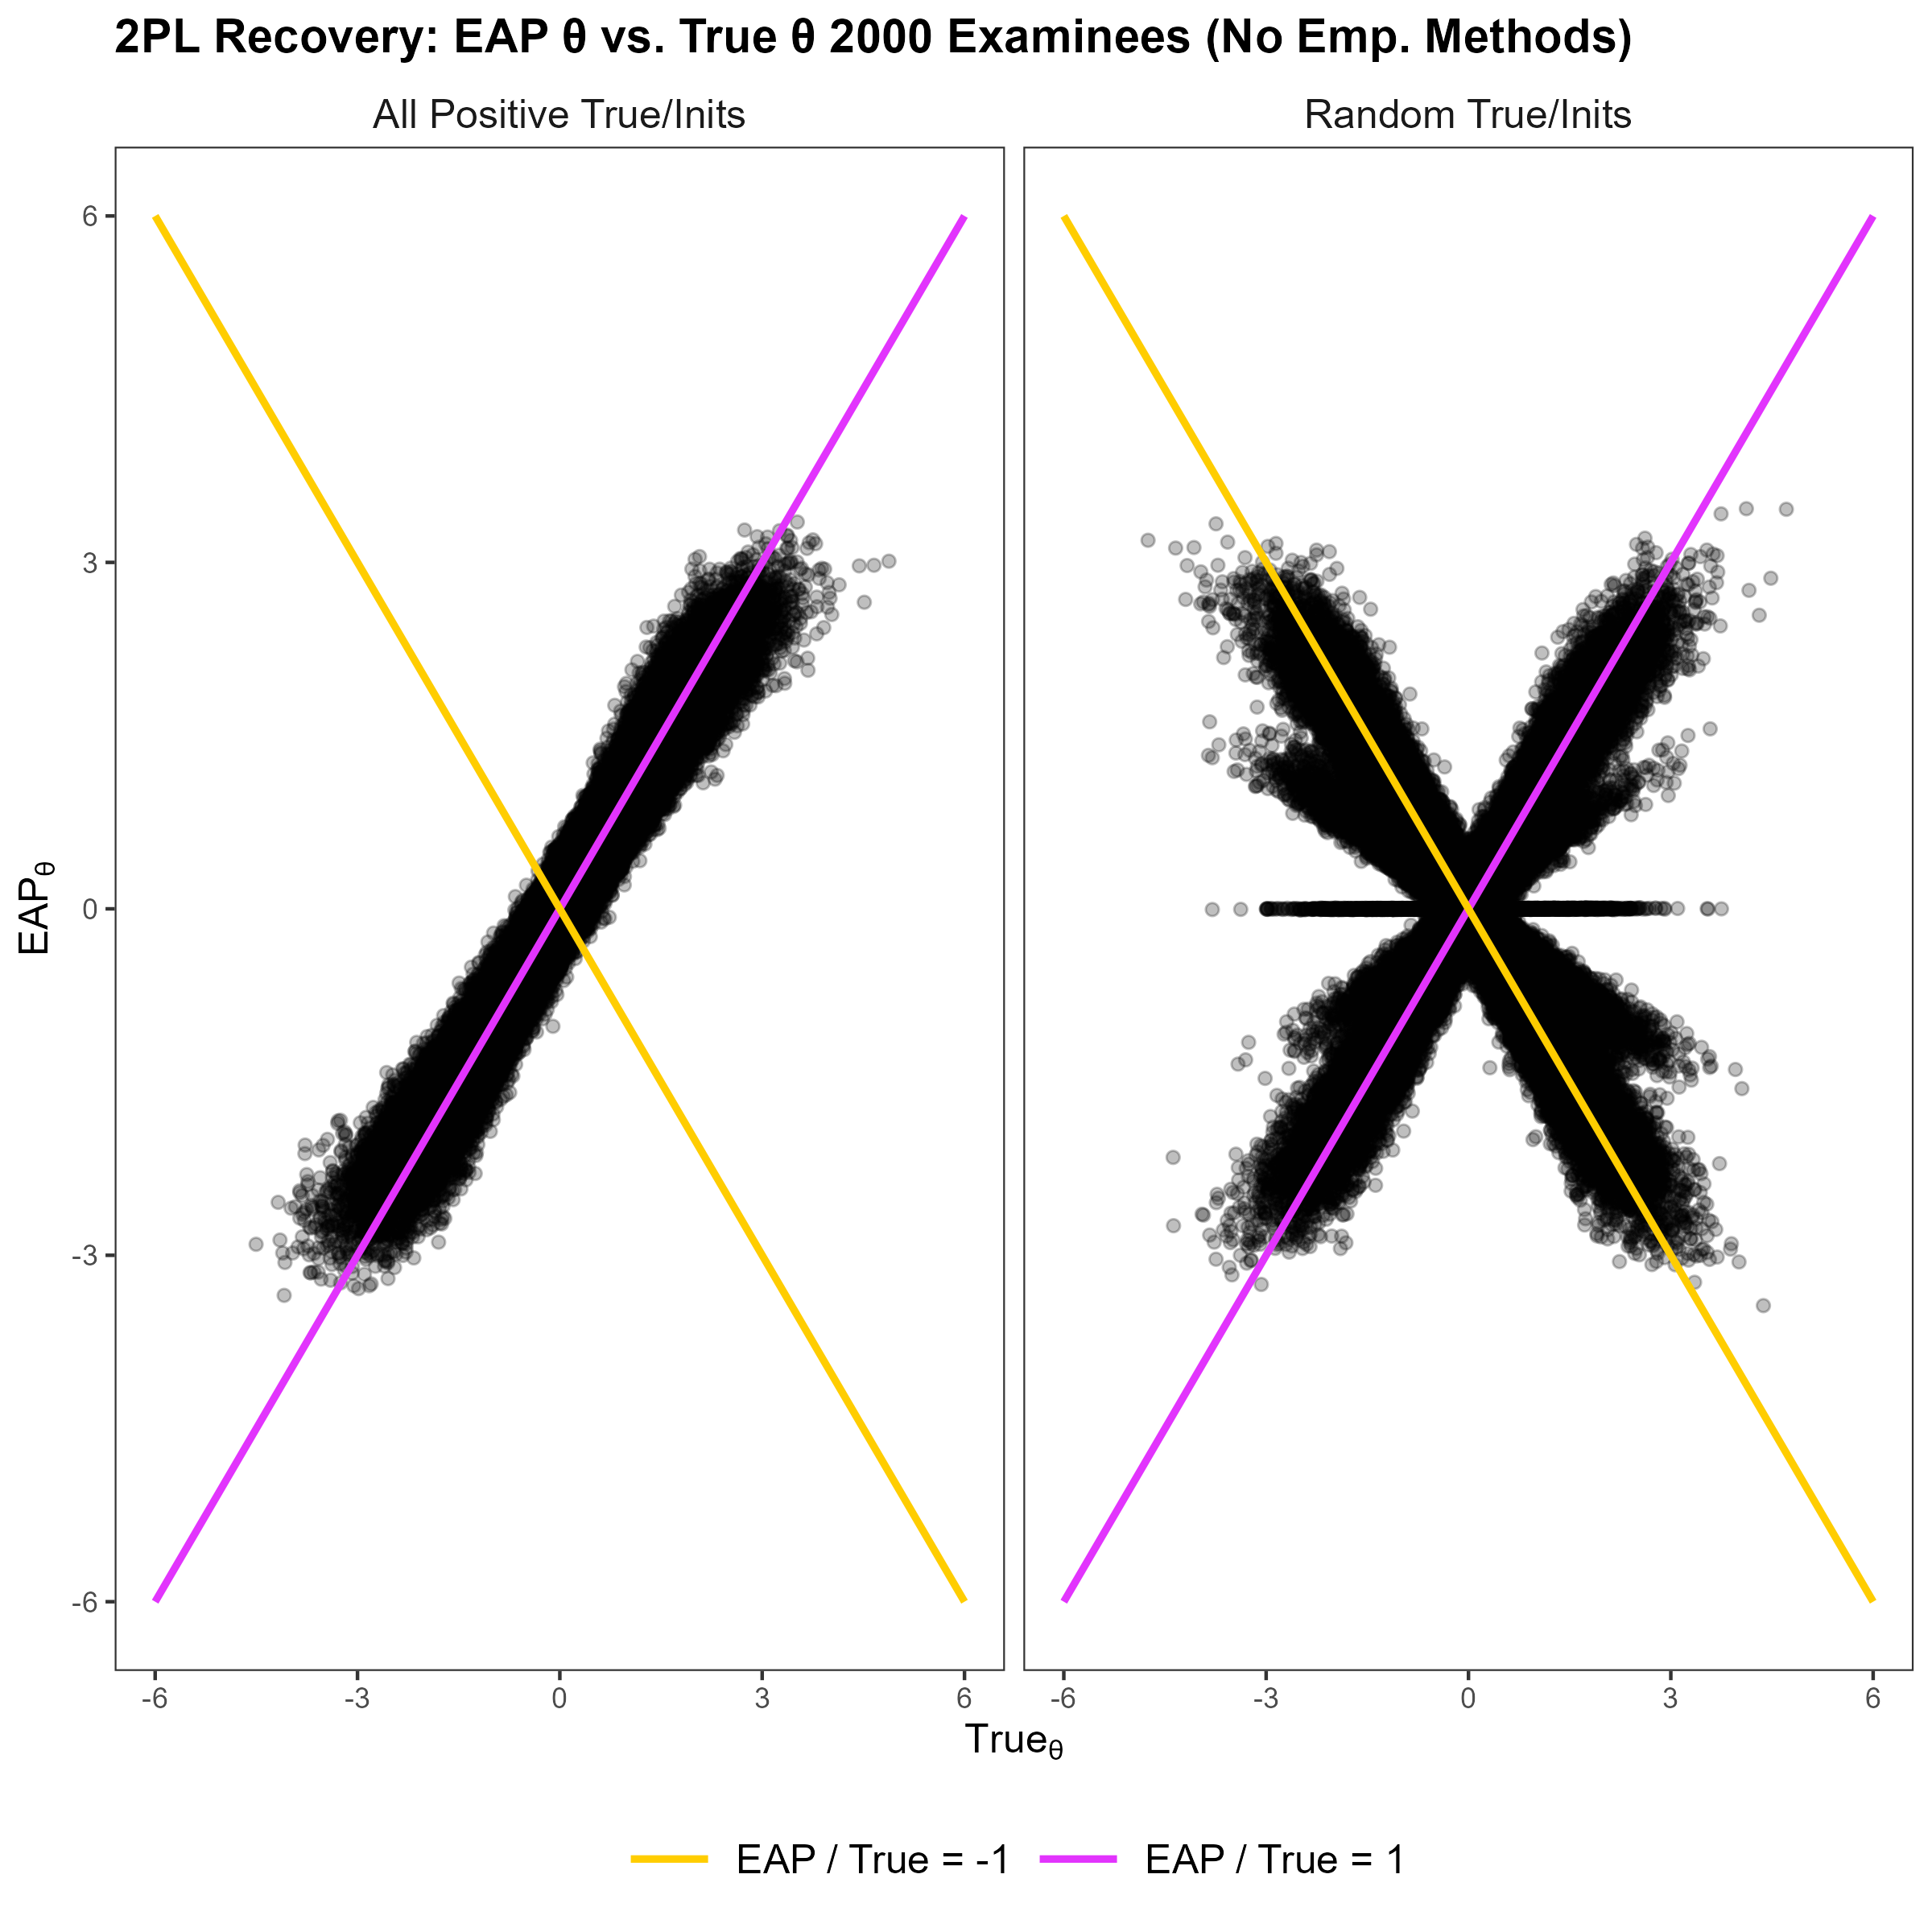 2PL Recovery: EAP θ vs. True θ 2000 Examinees (No Emp. Methods)
All Positive True/Inits
Random True/Inits
EAPθ
6
3
0
-3
-6
-6 -3 0 3 6
-6 -3 0 3 6
Trueθ
EAP / True = -1
EAP / True = 1